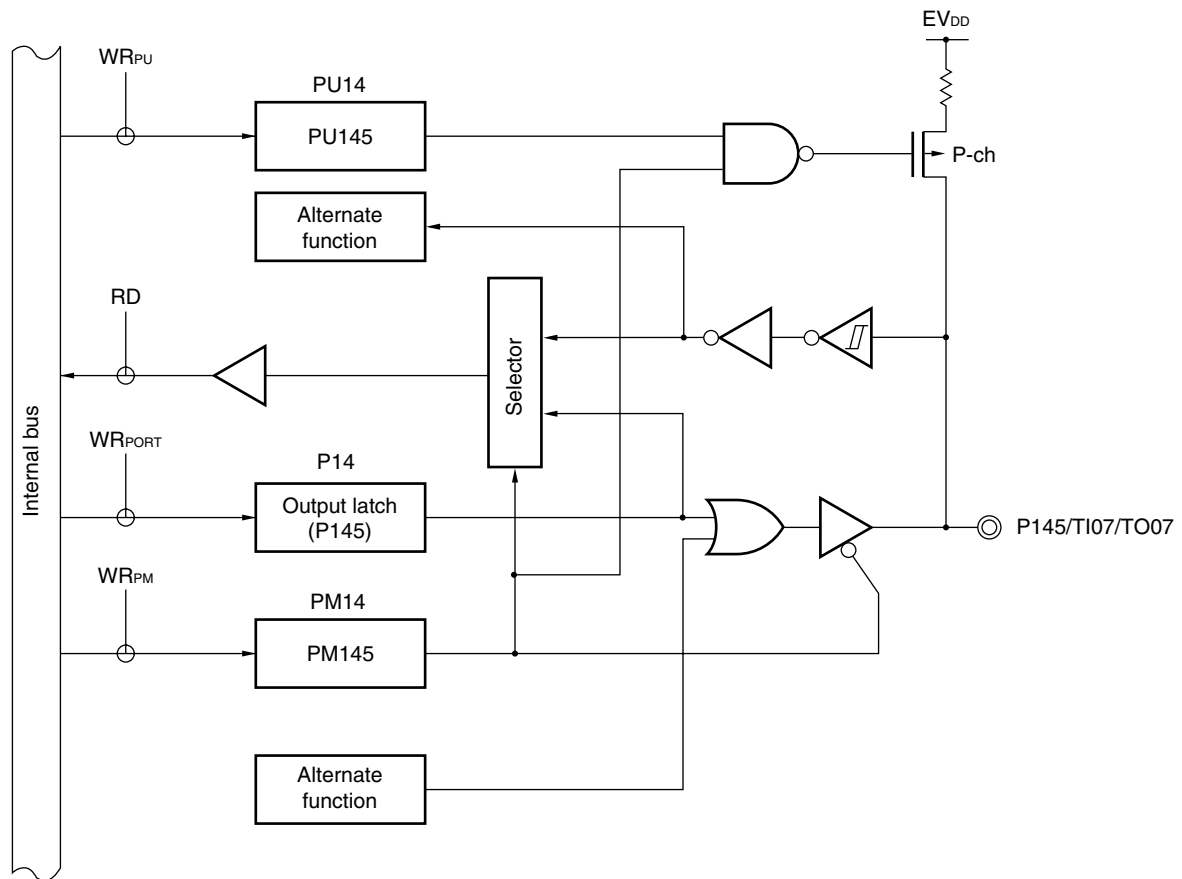 EVDD
WRPU
PU14
PU145
P-ch
Alternate
function
RD
Selector
Internal bus
WRPORT
P14
Output latch
(P145)
P145/TI07/TO07
WRPM
PM14
PM145
Alternate
function